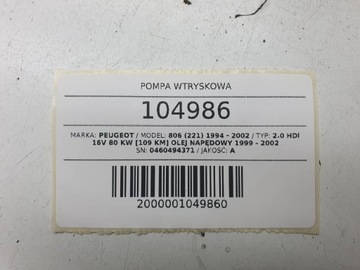 POMPA WTRYSKOWA
104986
MARKA: PEUGEOT / MODEL: 806 (221) 1994 - 2002 / TYP: 2.0 HDI
16V 80 KW [109 KM] OLEJ NAPĘDOWY 1999 - 2002
SN: 0460494371 / JAKOŚĆ: A
2000001049860